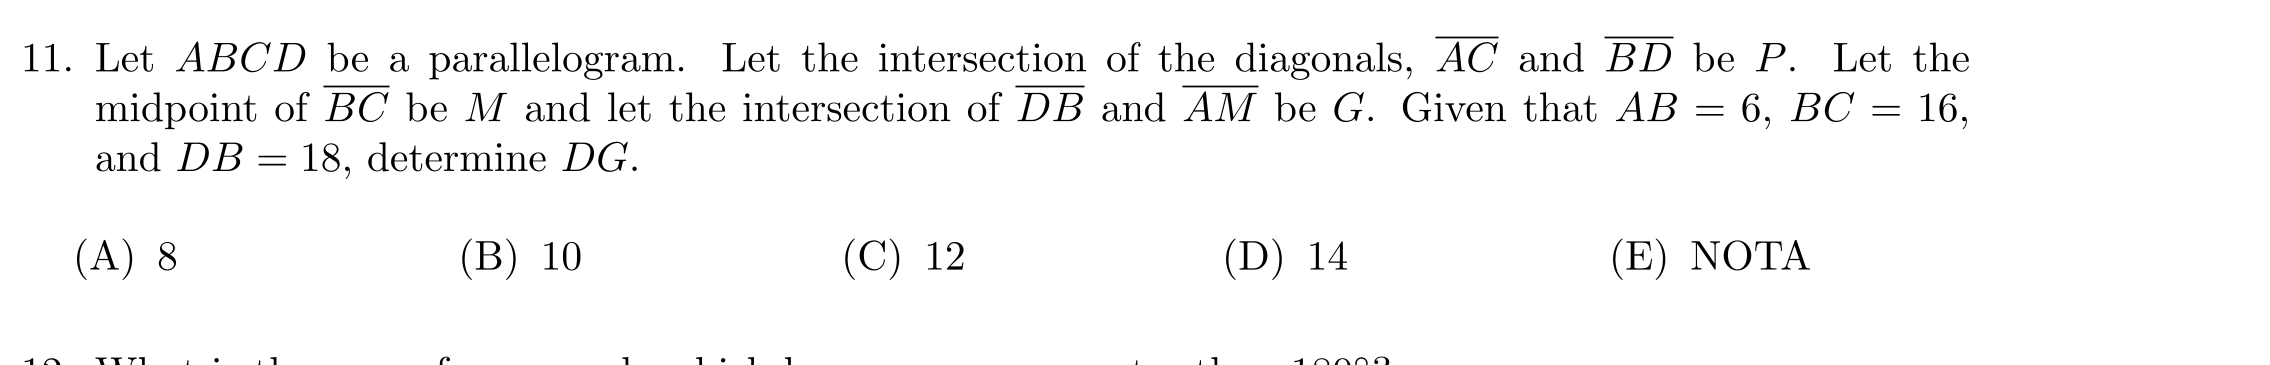 11. Let ABCD be a parallelogram. Let the intersection of the diagonals, \overline{AC} and \overline{BD} be P. Let the
midpoint of \overline{BC} be M and let the intersection of \overline{DB} and \overline{AM} be G. Given that AB = 6, BC = 16,
and DB = 18, determine DG.
(A) 8 (B) 10 (C) 12 (D) 14 (E) NOTA